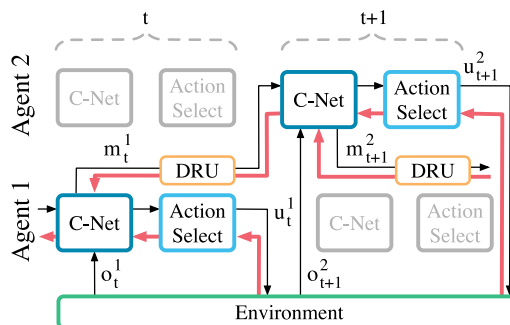 t
t+1
Agent 2
C-Net
Action
Select
C-Net
Action
Select
u²ₜ₊₁
m¹ₜ
DRU
m²ₜ₊₁
DRU
Agent 1
C-Net
Action
Select
u¹ₜ
C-Net
Action
Select
o¹ₜ
o²ₜ₊₁
Environment